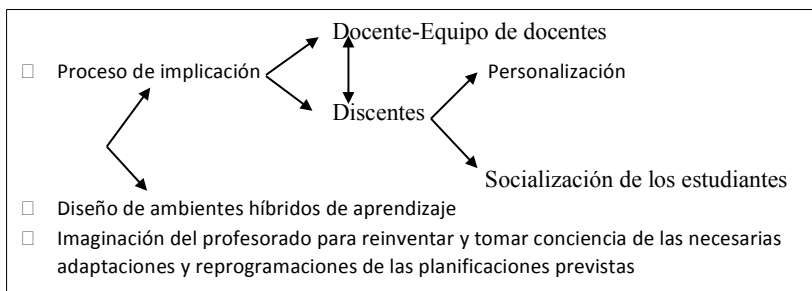 Docente-Equipo de docentes
Proceso de implicación
Personalización
Discentes
Socialización de los estudiantes
Diseño de ambientes híbridos de aprendizaje
Imaginación del profesorado para reinventar y tomar conciencia de las necesarias
adaptaciones y reprogramaciones de las planificaciones previstas